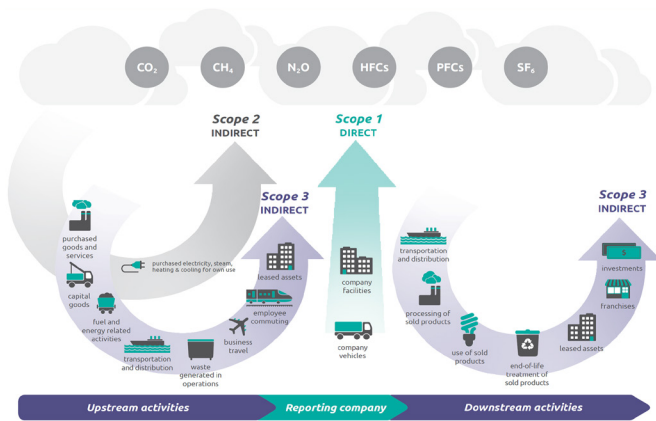 CO₂
CH₄
N₂O
HFCs
PFCs
SF₆
Scope 2
INDIRECT
Scope 1
DIRECT
Scope 3
INDIRECT
Scope 3
INDIRECT
purchased
goods and
services
capital
goods
fuel and
energy related
activities
transportation
and distribution
waste
generated in
operations
business
travel
employee
commuting
leased assets
purchased electricity, steam,
heating & cooling for own use
company
facilities
company
vehicles
transportation
and distribution
processing of
sold products
use of sold
products
end-of-life
treatment of
sold products
leased assets
franchises
investments
$
Upstream activities
Reporting company
Downstream activities